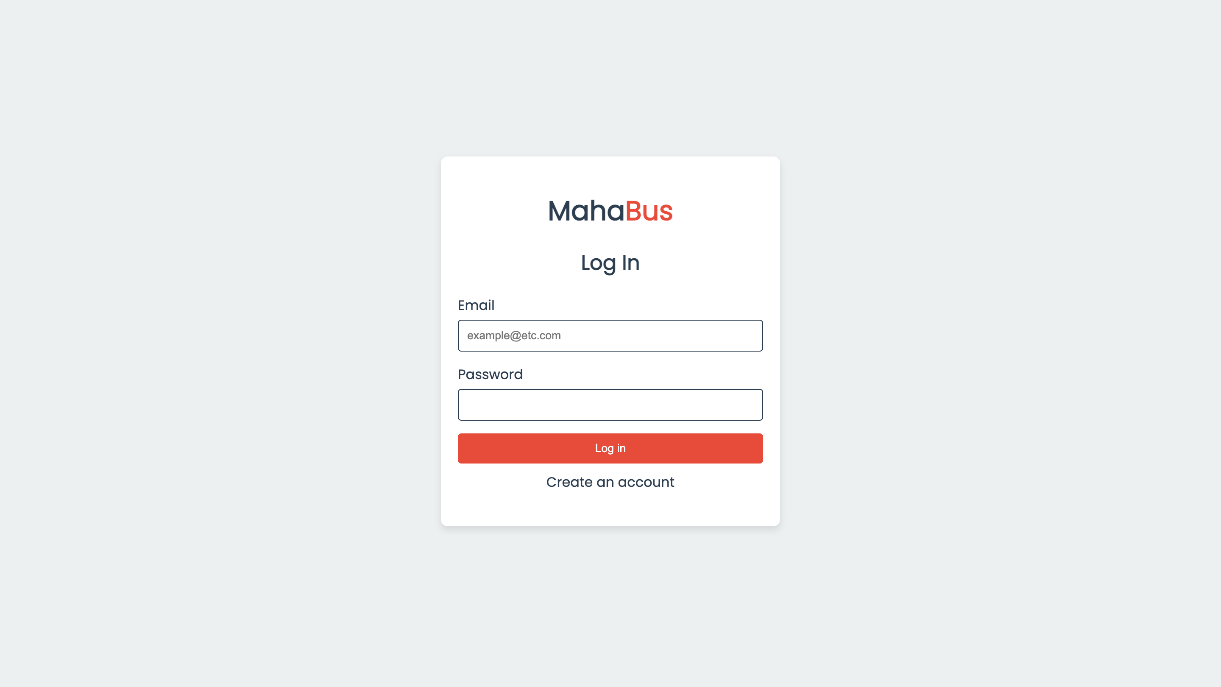 MahaBus
Log In
Email
example@etc.com
Password
Log in
Create an account